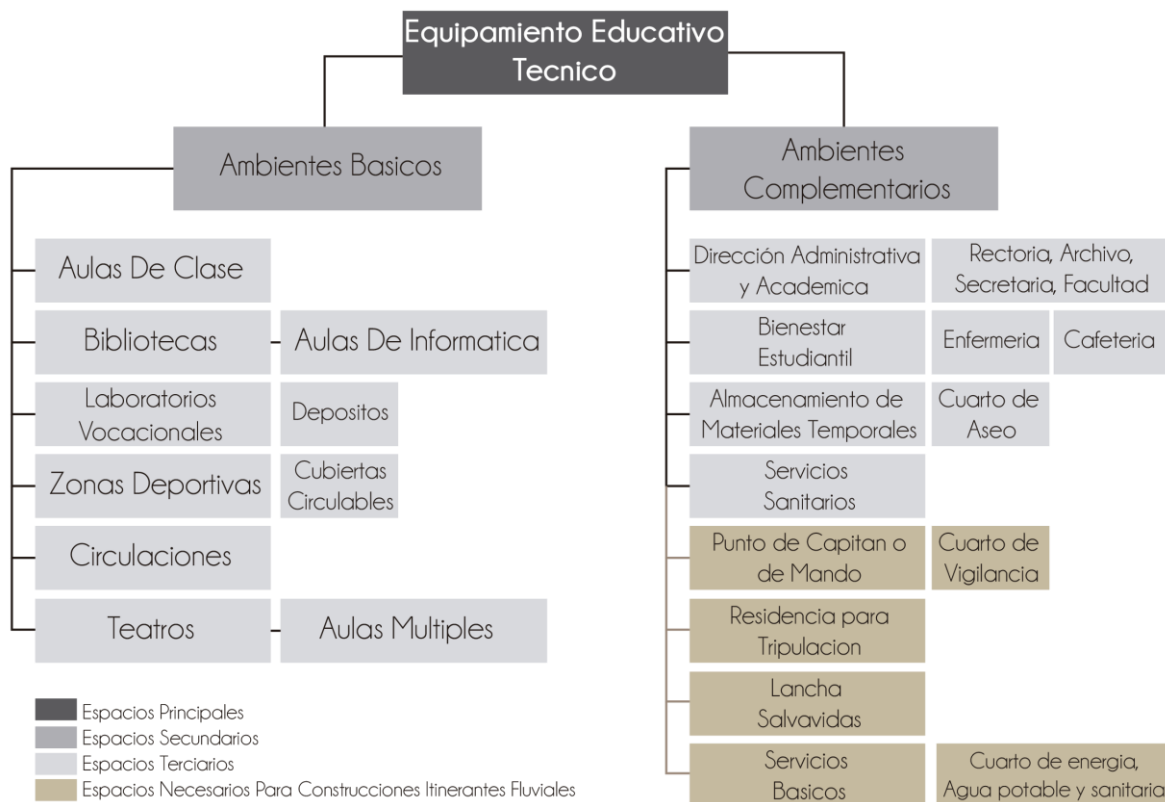 Equipamiento Educativo
Tecnico
Ambientes Basicos
Aulas De Clase
Bibliotecas
Aulas De Informatica
Laboratorios
Vocacionales
Depositos
Zonas Deportivas
Cubiertas
Circulables
Circulaciones
Teatros
Aulas Multiples
Ambientes
Complementarios
Dirección Administrativa
y Academica
Rectoria, Archivo,
Secretaria, Facultad
Bienestar
Estudiantil
Enfermeria
Cafeteria
Almacenamiento de
Materiales Temporales
Cuarto de
Aseo
Servicios
Sanitarios
Punto de Capitan o
de Mando
Cuarto de
Vigilancia
Residencia para
Tripulacion
Lancha
Salvavidas
Servicios
Basicos
Cuarto de energia,
Agua potable y sanitaria
Espacios Principales
Espacios Secundarios
Espacios Terciarios
Espacios Necesarios Para Construcciones Itinerantes Fluviales